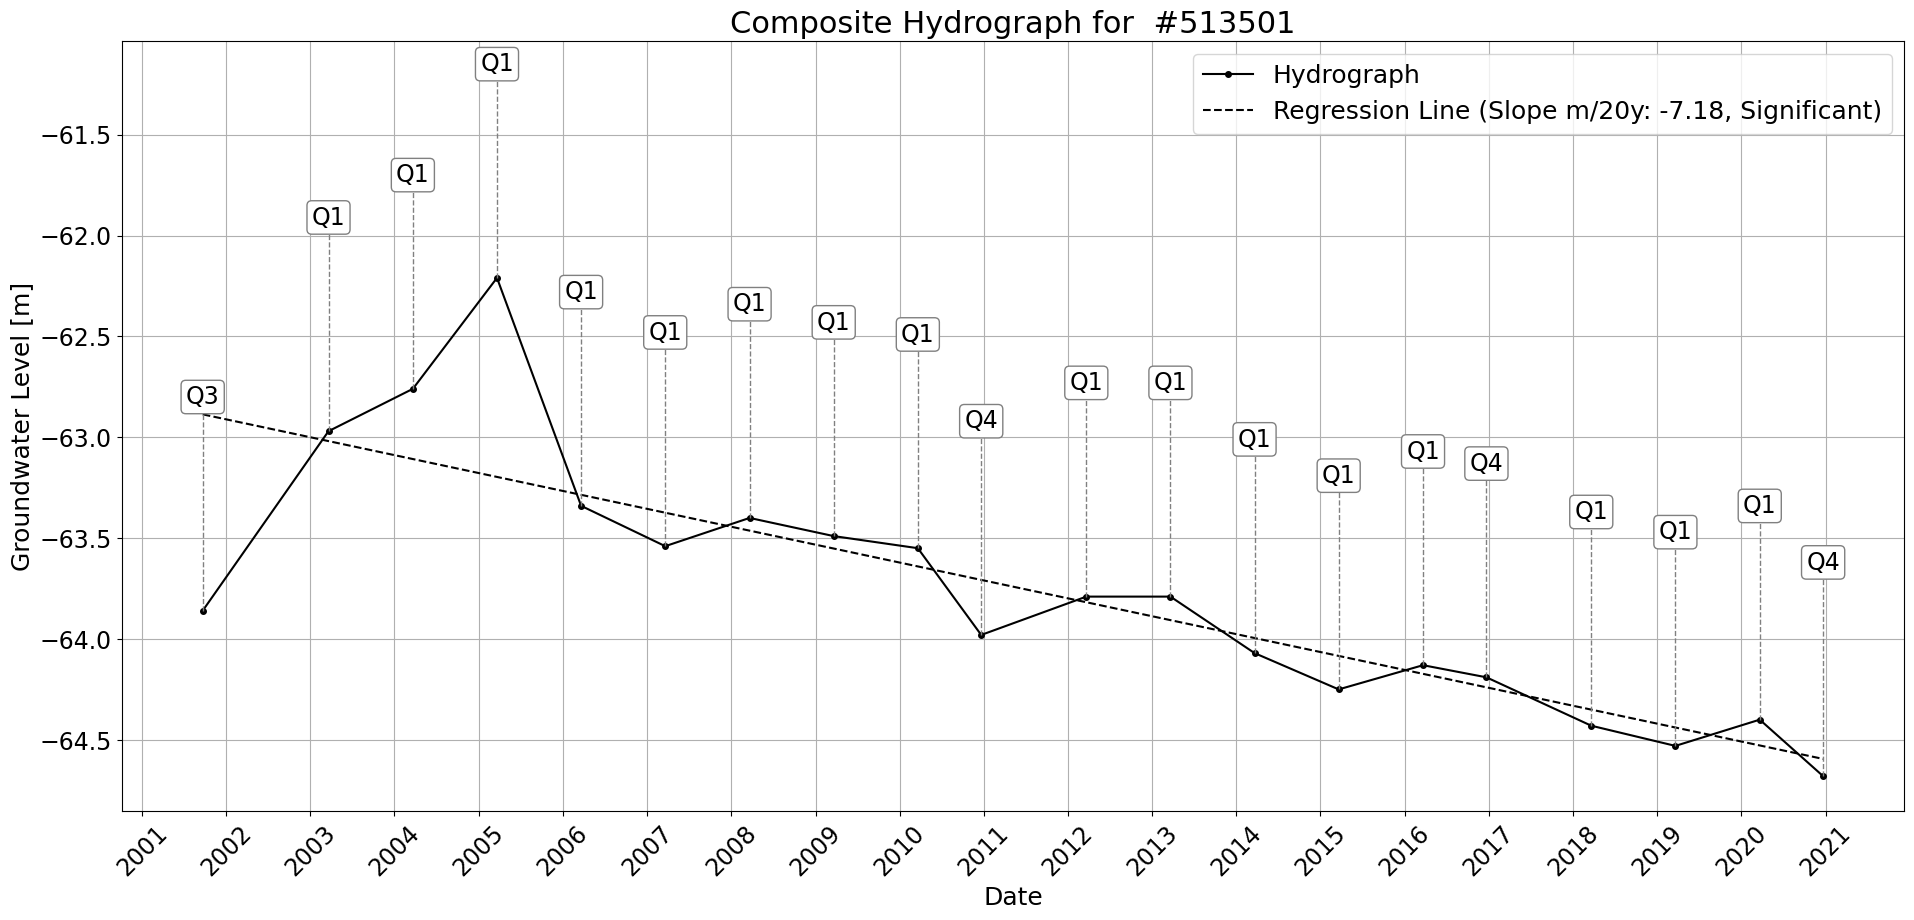 Composite Hydrograph for  #513501
Hydrograph
Regression Line (Slope m/20y: -7.18, Significant)
Groundwater Level [m]
−61.5
−62.0
−62.5
−63.0
−63.5
−64.0
−64.5
Q3
Q1
Q1
Q1
Q1
Q1
Q1
Q1
Q1
Q4
Q1
Q1
Q1
Q1
Q1
Q4
Q1
Q1
Q1
Q4
2001
2002
2003
2004
2005
2006
2007
2008
2009
2010
2011
2012
2013
2014
2015
2016
2017
2018
2019
2020
2021
Date